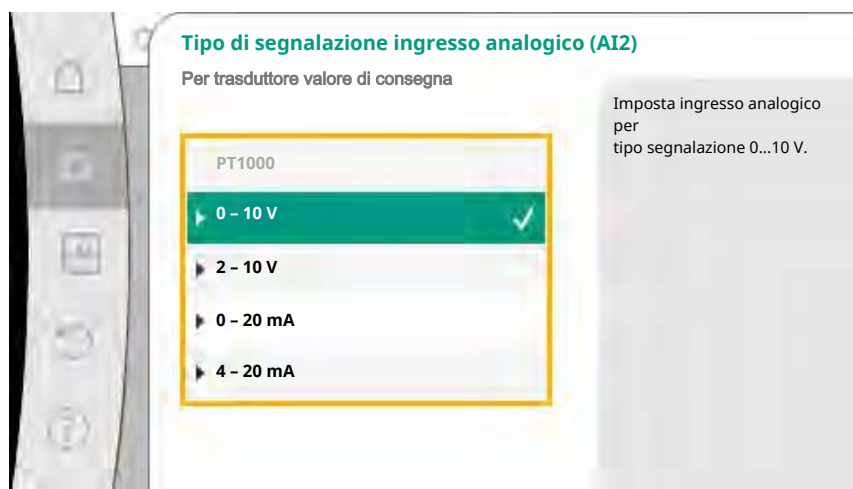 Tipo di segnalazione ingresso analogico (AI2)
Per trasduttore valore di consegna
Imposta ingresso analogico
per
tipo segnalazione 0...10 V.
PT1000
0 – 10 V
2 – 10 V
0 – 20 mA
4 – 20 mA